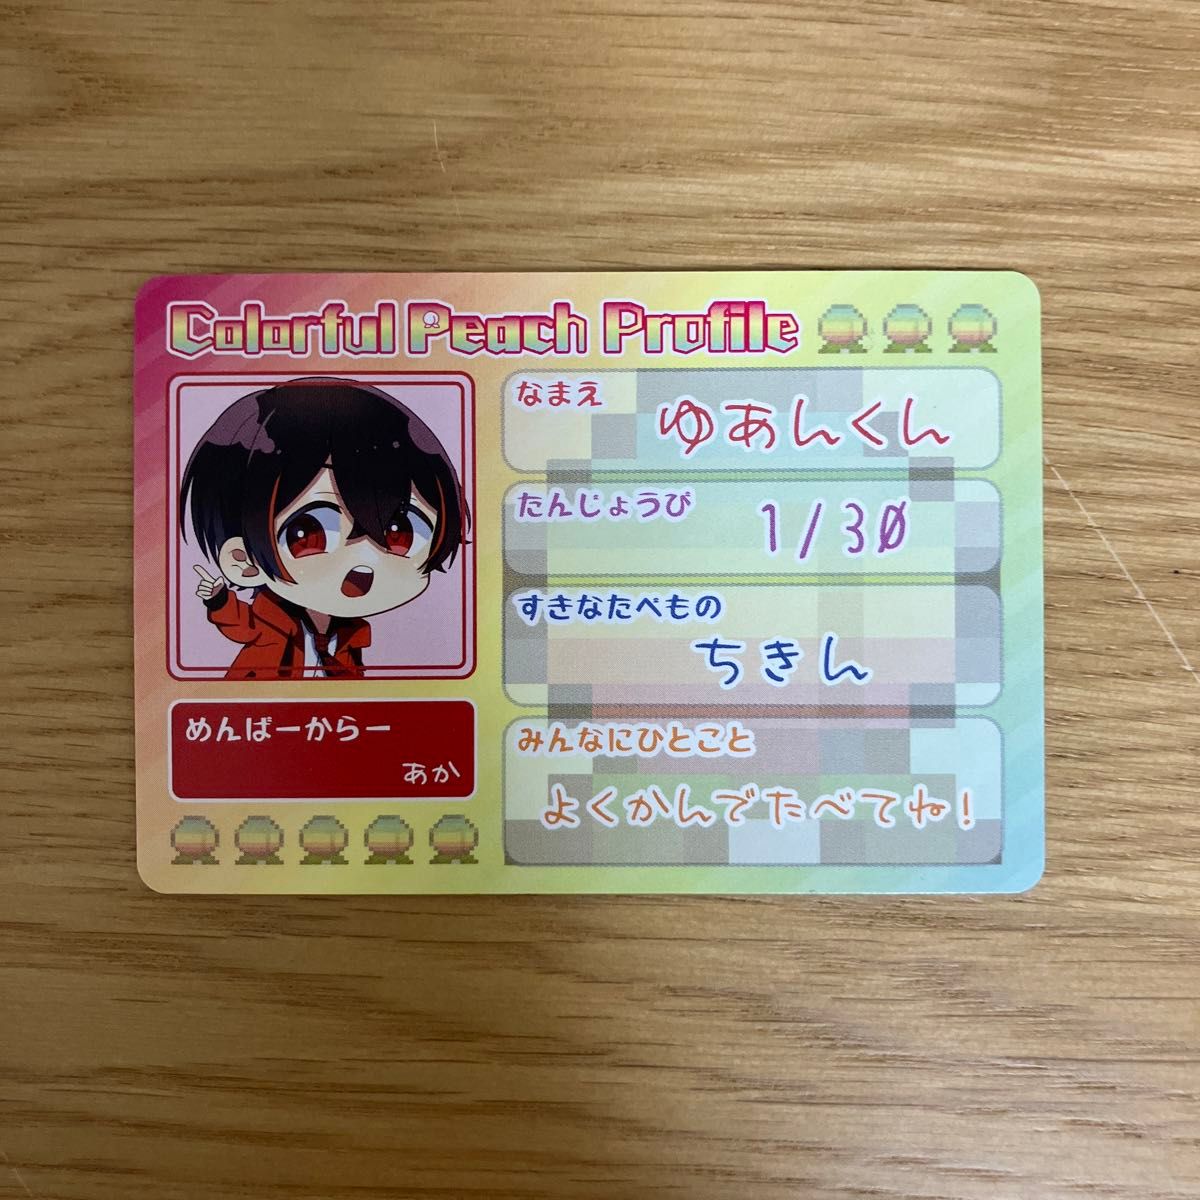 Colorful Peach Profile
なまえ
ゆあんくん
たんじょうび
1/30
すきなたべもの
ちきん
めんばーからー
あか
みんなにひとこと
よくかんでたべてね!